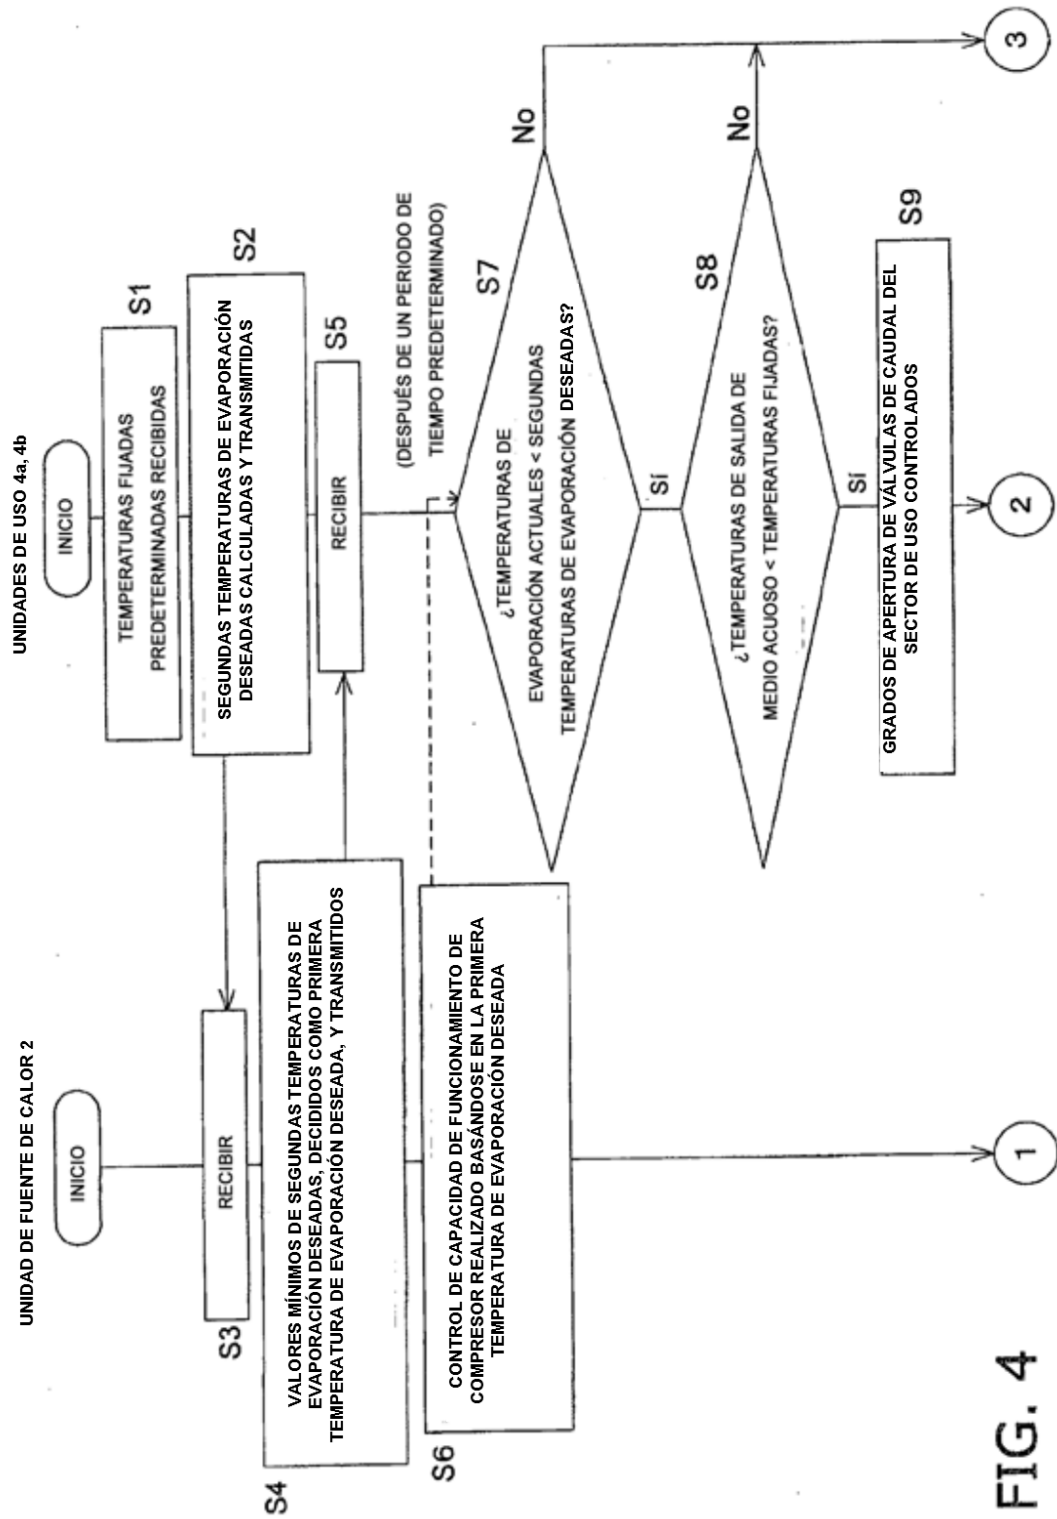 UNIDAD DE FUENTE DE CALOR 2
INICIO
S3
RECIBIR
S4
VALORES MÍNIMOS DE SEGUNDAS TEMPERATURAS DE
EVAPORACIÓN DESEADAS, DECIDIDOS COMO PRIMERA
TEMPERATURA DE EVAPORACIÓN DESEADA, Y TRANSMITIDOS
S6
CONTROL DE CAPACIDAD DE FUNCIONAMIENTO DE
COMPRESOR REALIZADO BASÁNDOSE EN LA PRIMERA
TEMPERATURA DE EVAPORACIÓN DESEADA
1
UNIDADES DE USO 4a, 4b
INICIO
TEMPERATURAS FIJADAS
PREDETERMINADAS RECIBIDAS
S1
SEGUNDAS TEMPERATURAS DE EVAPORACIÓN
DESEADAS CALCULADAS Y TRANSMITIDAS
S2
RECIBIR
S5
(DESPUÉS DE UN PERIODO DE
TIEMPO PREDETERMINADO)
S7
¿TEMPERATURAS DE
EVAPORACIÓN ACTUALES < SEGUNDAS
TEMPERATURAS DE EVAPORACIÓN DESEADAS?
No
Sí
S8
¿TEMPERATURAS DE SALIDA DE
MEDIO ACUOSO < TEMPERATURAS FIJADAS?
No
Sí
S9
GRADOS DE APERTURA DE VÁLVULAS DE CAUDAL DEL
SECTOR DE USO CONTROLADOS
2
3
FIG. 4